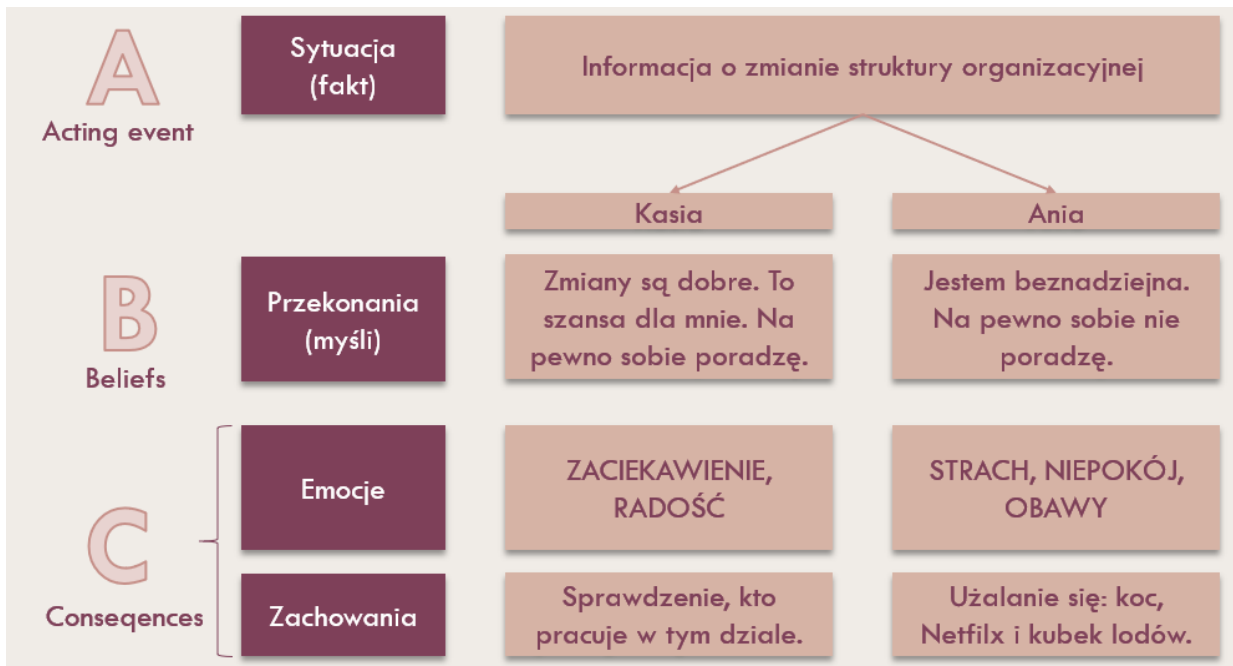 A
Acting event
Sytuacja
(fakt)
Informacja o zmianie struktury organizacyjnej
Kasia
Ania
B
Beliefs
Przekonania
(myśli)
Zmiany są dobre. To
szansa dla mnie. Na
pewno sobie poradzę.
Jestem beznadziejna.
Na pewno sobie nie
poradzę.
C
Conseqences
Emocje
ZACIEKAWIENIE,
RADOŚĆ
STRACH, NIEPOKÓJ,
OBAWY
Zachowania
Sprawdzenie, kto
pracuje w tym dziale.
Użalanie się: koc,
Netfilx i kubek lodów.